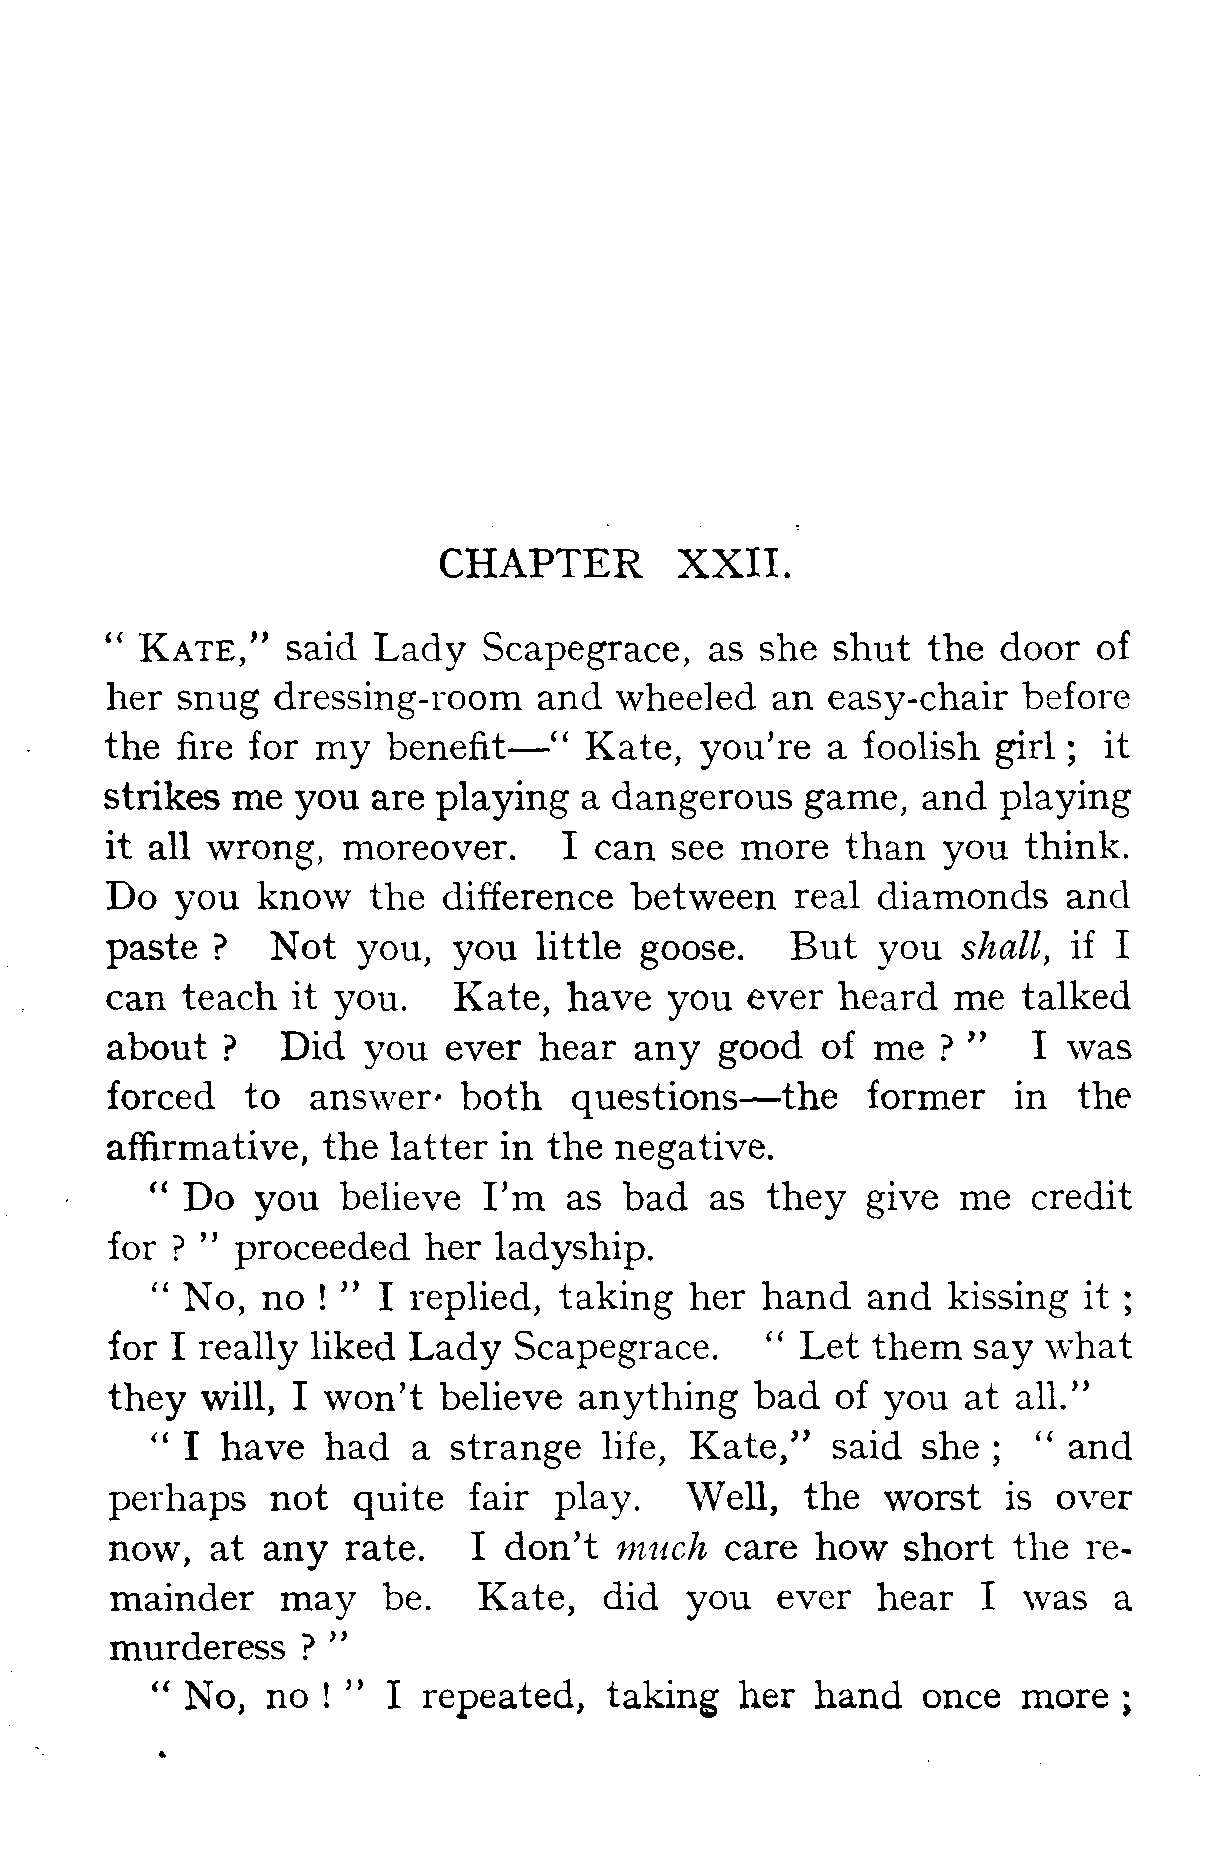 CHAPTER XXII.
" KATE," said Lady Scapegrace, as she shut the door of
her snug dressing-room and wheeled an easy-chair before
the fire for my benefit—" Kate, you're a foolish girl ; it
strikes me you are playing a dangerous game, and playing
it all wrong, moreover. I can see more than you think.
Do you know the difference between real diamonds and
paste ? Not you, you little goose. But you shall, if I
can teach it you. Kate, have you ever heard me talked
about ? Did you ever hear any good of me ? " I was
forced to answer both questions—the former in the
affirmative, the latter in the negative.
" Do you believe I'm as bad as they give me credit
for ? " proceeded her ladyship.
" No, no ! " I replied, taking her hand and kissing it ;
for I really liked Lady Scapegrace. " Let them say what
they will, I won't believe anything bad of you at all."
" I have had a strange life, Kate," said she ; " and
perhaps not quite fair play. Well, the worst is over
now, at any rate. I don't much care how short the re-
mainder may be. Kate, did you ever hear I was a
murderess ? "
" No, no ! " I repeated, taking her hand once more ;